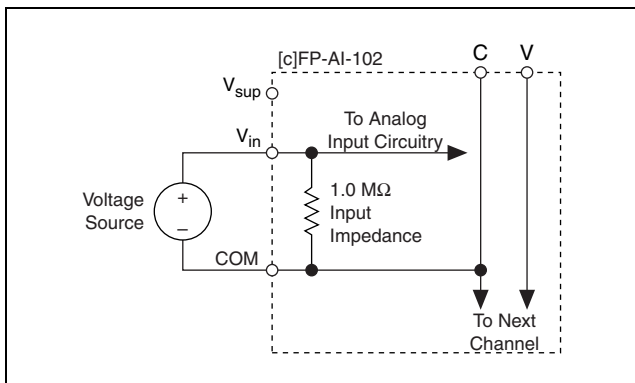 [c]FP-AI-102
C
V
Vsup
Vin
To Analog
Input Circuitry
Voltage
Source
+
–
1.0 MΩ
Input
Impedance
COM
To Next
Channel